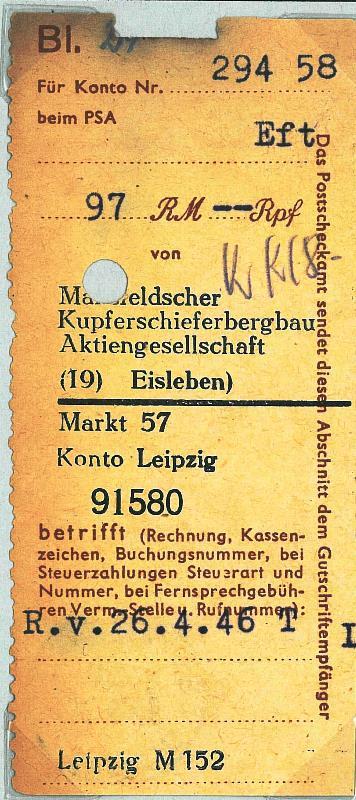 Bl.
Für Konto Nr. 294 58
beim PSA
Eft
97 RM -- Rpf
von
Mansfeldscher
Kupferschieferbergbau
Aktiengesellschaft
(19) Eisleben)
Markt 57
Konto Leipzig
91580
betrifft (Rechnung, Kassen-
zeichen, Buchungsnummer, bei
Steuerzahlungen Steuerart und
Nummer, bei Fernsprechgebüh-
ren Verm.-Stelle u. Rufnummer):
R.v.26.4.46 T I
Leipzig M 152
Das Postscheckamt sendet diesen Abschnitt dem Gutschriftempfänger